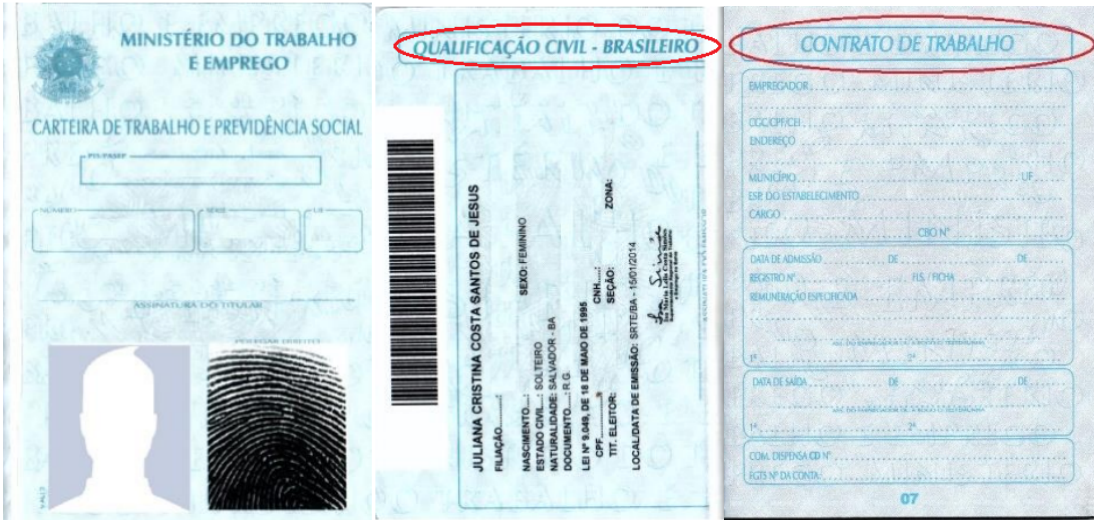 MINISTÉRIO DO TRABALHO
E EMPREGO
CARTEIRA DE TRABALHO E PREVIDÊNCIA SOCIAL
PIS/PASEP
NÚMERO SÉRIE UF
ASSINATURA DO TITULAR
POLEGAR DIREITO
QUALIFICAÇÃO CIVIL - BRASILEIRO
JULIANA CRISTINA COSTA SANTOS DE JESUS
FILIAÇÃO........:
NASCIMENTO....: SEXO: FEMININO
ESTADO CIVIL...: SOLTEIRO
NATURALIDADE: SALVADOR - BA
DOCUMENTO.....: R.G.
LEI Nº 9.049, DE 18 DE MAIO DE 1995
CPF..............: CNH.....:
TIT. ELEITOR: SEÇÃO: ZONA:
LOCAL/DATA DE EMISSÃO: SRTE/BA - 15/01/2014
CONTRATO DE TRABALHO
EMPREGADOR
CGC/CPF/CEI
ENDEREÇO
MUNICÍPIO UF
ESP. DO ESTABELECIMENTO
CARGO
CBO Nº
DATA DE ADMISSÃO DE DE
REGISTRO Nº FLS. / FICHA
REMUNERAÇÃO ESPECIFICADA
1º 2º
DATA DE SAÍDA DE DE
1º 2º
COM. DISPENSA CD Nº
FGTS Nº DA CONTA:
07